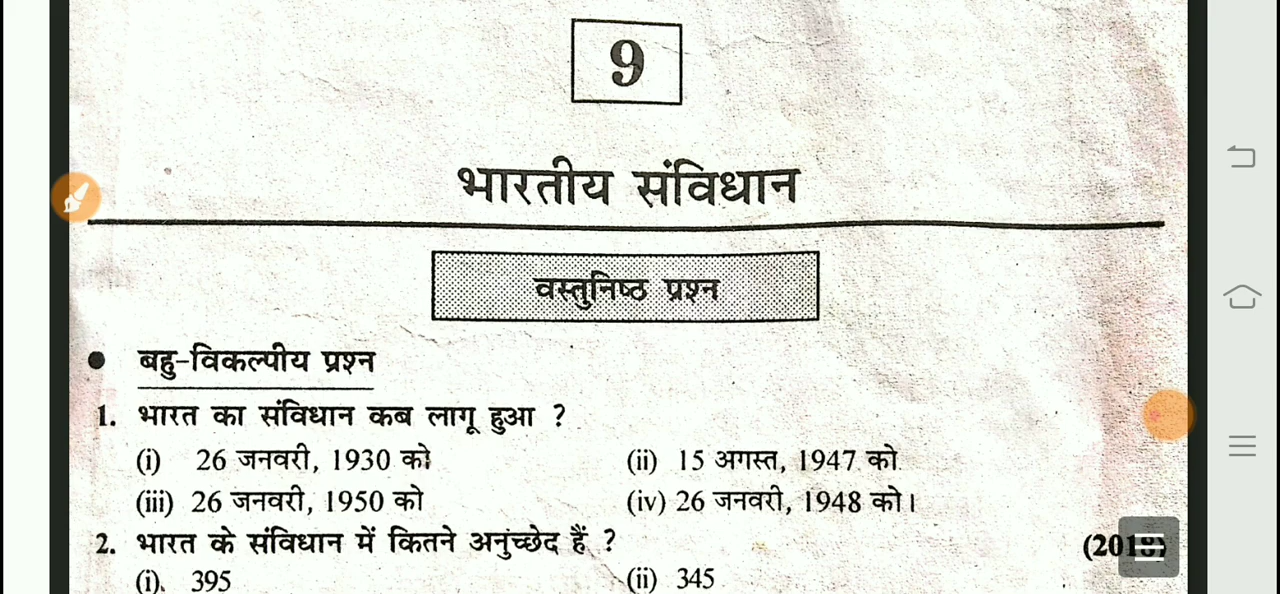 9
भारतीय संविधान
वस्तुनिष्ठ प्रश्न
● बहु-विकल्पीय प्रश्न
1. भारत का संविधान कब लागू हुआ ?
(i) 26 जनवरी, 1930 को (ii) 15 अगस्त, 1947 को
(iii) 26 जनवरी, 1950 को (iv) 26 जनवरी, 1948 को।
2. भारत के संविधान में कितने अनुच्छेद हैं ?
(i) 395 (ii) 345